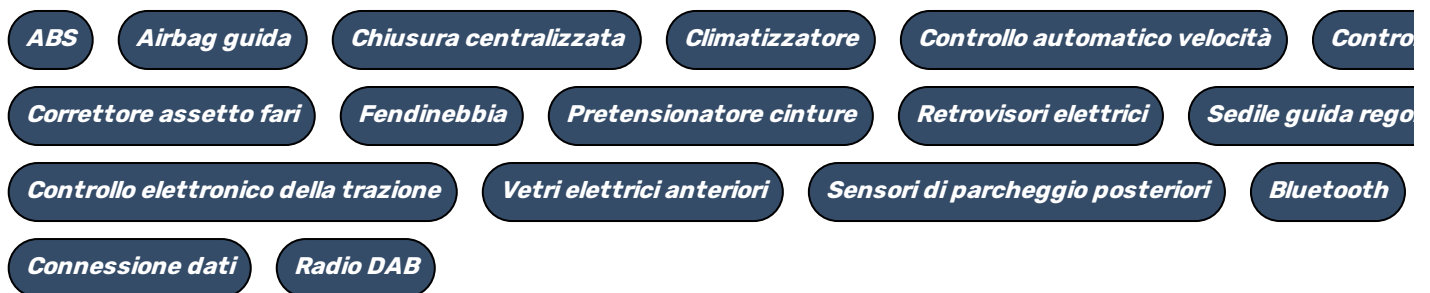 ABS Airbag guida Chiusura centralizzata Climatizzatore Controllo automatico velocità
Correttore assetto fari Fendinebbia Pretensionatore cinture Retrovisori elettrici Sedile guida
Controllo elettronico della trazione Vetri elettrici anteriori Sensori di parcheggio posteriori Bluetooth
Connessione dati Radio DAB